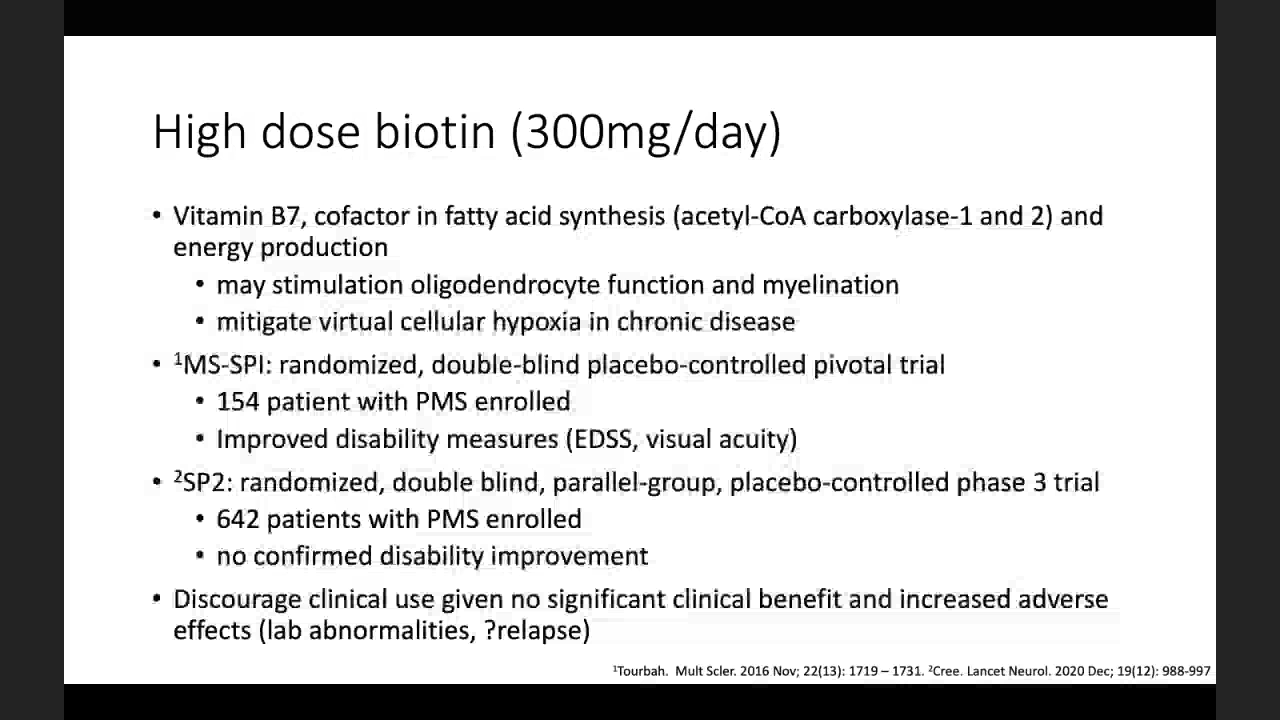 High dose biotin (300mg/day)
• Vitamin B7, cofactor in fatty acid synthesis (acetyl-CoA carboxylase-1 and 2) and
energy production
• may stimulation oligodendrocyte function and myelination
• mitigate virtual cellular hypoxia in chronic disease
• ¹MS-SPI: randomized, double-blind placebo-controlled pivotal trial
• 154 patient with PMS enrolled
• Improved disability measures (EDSS, visual acuity)
• ²SP2: randomized, double blind, parallel-group, placebo-controlled phase 3 trial
• 642 patients with PMS enrolled
• no confirmed disability improvement
• Discourage clinical use given no significant clinical benefit and increased adverse
effects (lab abnormalities, ?relapse)
¹Tourbah. Mult Scler. 2016 Nov; 22(13): 1719 – 1731. ²Cree. Lancet Neurol. 2020 Dec; 19(12): 988-997